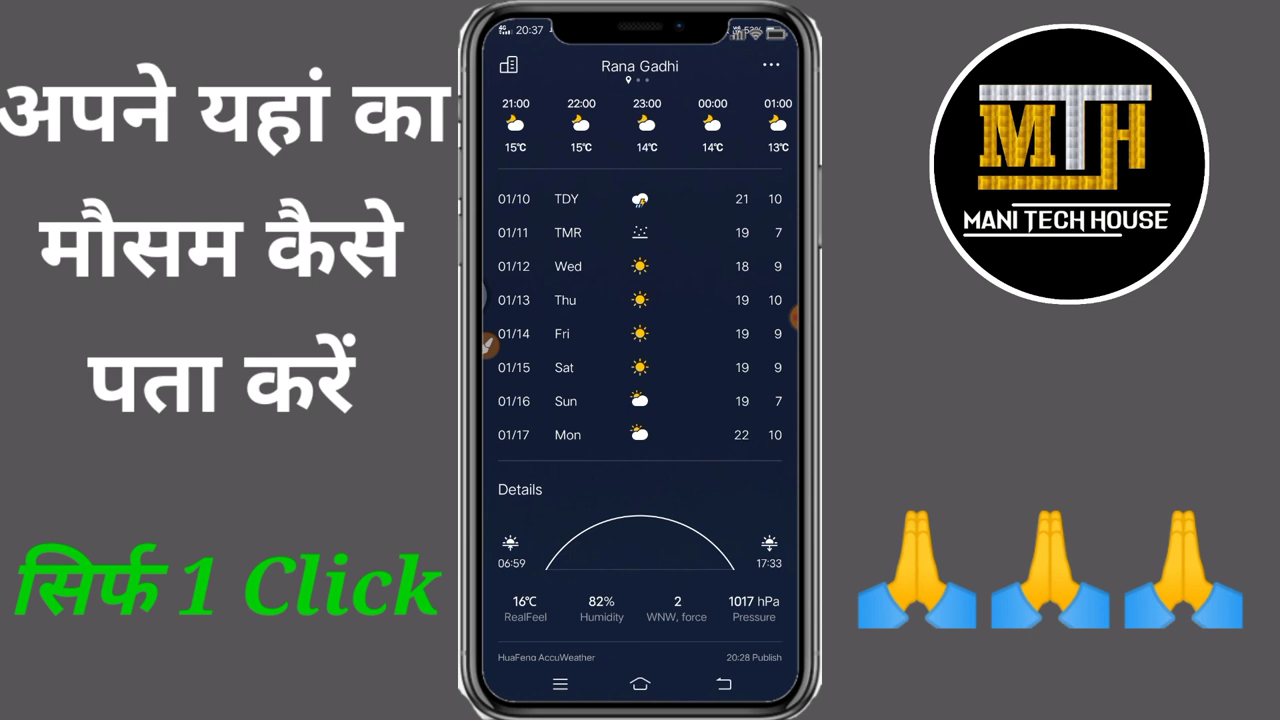 अपने यहां का
मौसम कैसे
पता करें
सिर्फ 1 Click
20:37
Rana Gadhi
21:00 22:00 23:00 00:00 01:00
15℃ 15℃ 14℃ 14℃ 13℃
01/10 TDY 21 10
01/11 TMR 19 7
01/12 Wed 18 9
01/13 Thu 19 10
01/14 Fri 19 9
01/15 Sat 19 9
01/16 Sun 19 7
01/17 Mon 22 10
Details
06:59 17:33
16℃ 82% 2 1017 hPa
RealFeel Humidity WNW, force Pressure
HuaFeng AccuWeather 20:28 Publish
MTH
MANI TECH HOUSE